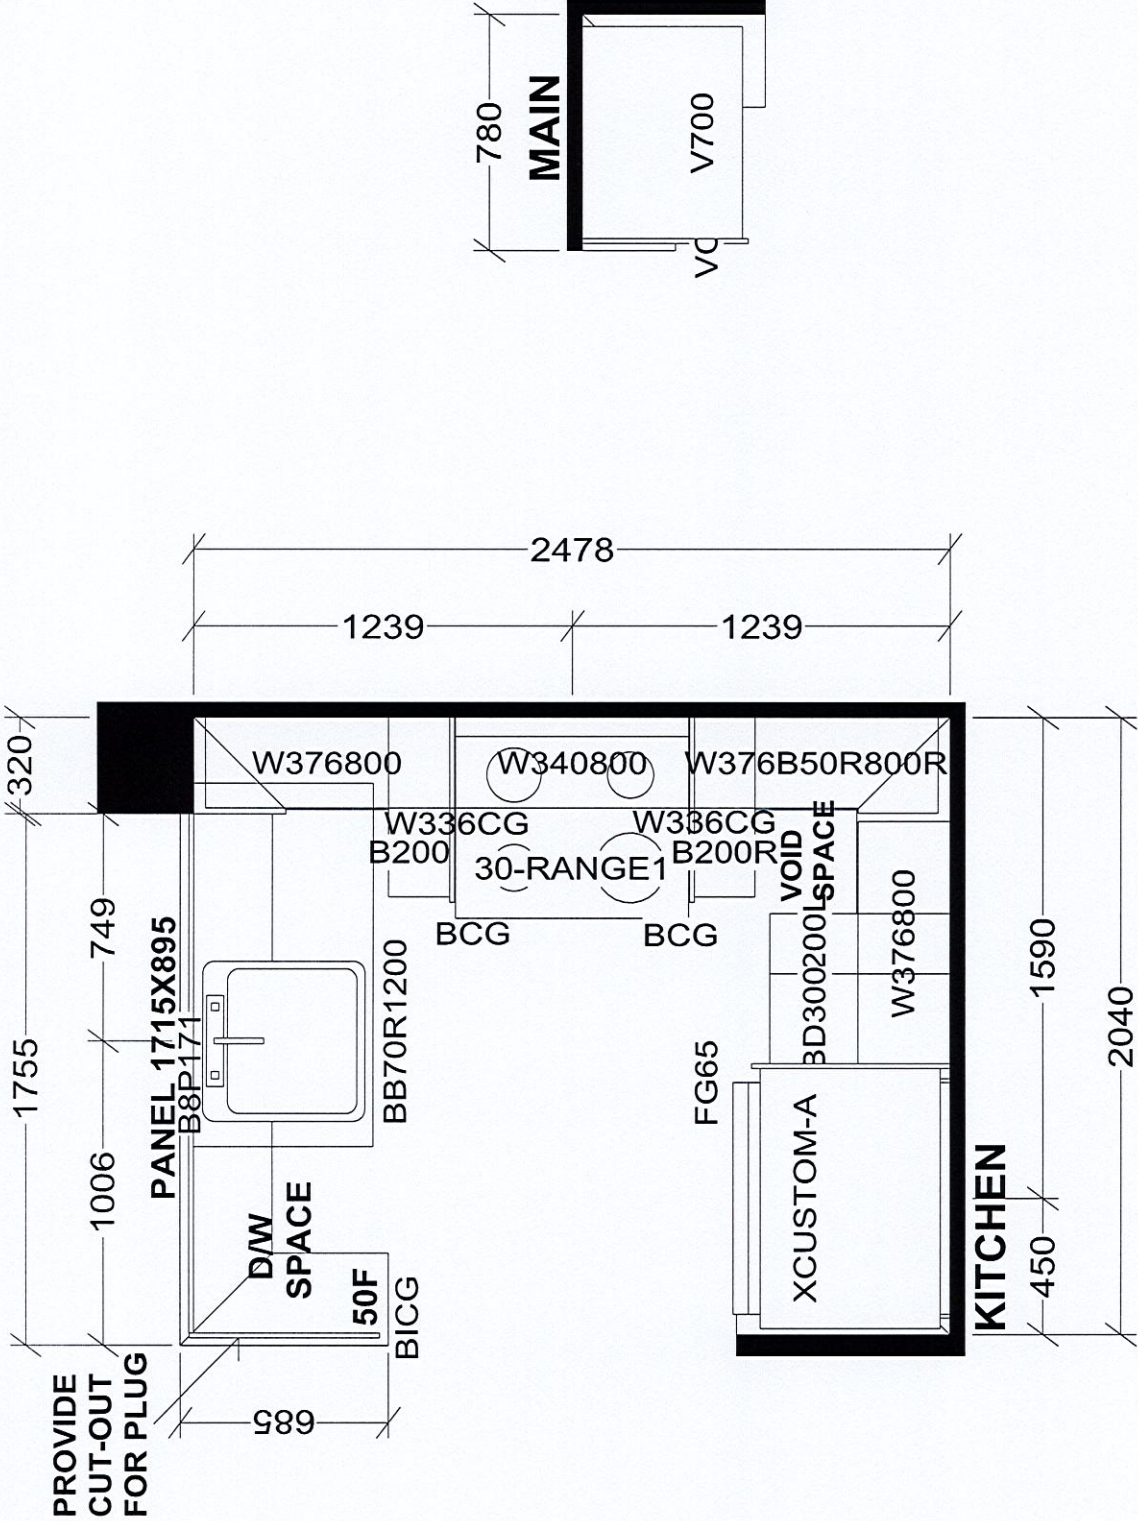 780
MAIN
V700
VC
2478
1239
1239
320
W376800
W340800
W376B50R800R
W336CG
W336CG
B200
B200R
30-RANGE1
VOID
SPACE
BCG
BCG
749
PANEL 1715X895
B8P171
BB70R1200
BD300200L
W376800
1590
1755
2040
FG65
1006
XCUSTOM-A
D/W
SPACE
50F
BICG
KITCHEN
450
PROVIDE
CUT-OUT
FOR PLUG
685